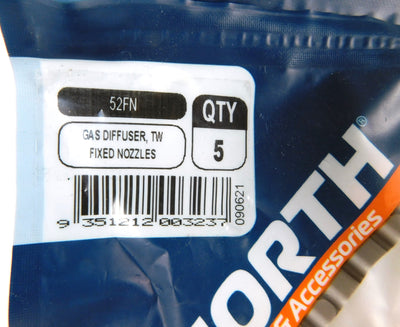 52FN
QTY
5
GAS DIFFUSER, TW
FIXED NOZZLES
9 351212 003237
090621
ORTH®
Accessories